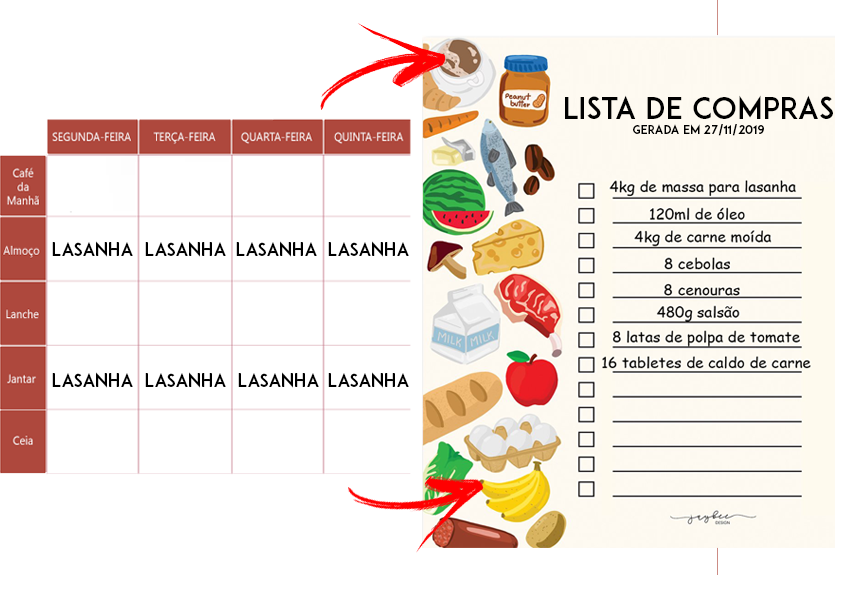 SEGUNDA-FEIRA TERÇA-FEIRA QUARTA-FEIRA QUINTA-FEIRA
Café
da
Manhã
Almoço LASANHA LASANHA LASANHA LASANHA
Lanche
Jantar LASANHA LASANHA LASANHA LASANHA
Ceia
Peanut
butter
MILK MILK
LISTA DE COMPRAS
GERADA EM 27/11/2019
4kg de massa para lasanha
120ml de óleo
4kg de carne moída
8 cebolas
8 cenouras
480g salsão
8 latas de polpa de tomate
16 tabletes de caldo de carne
jaybee
DESIGN